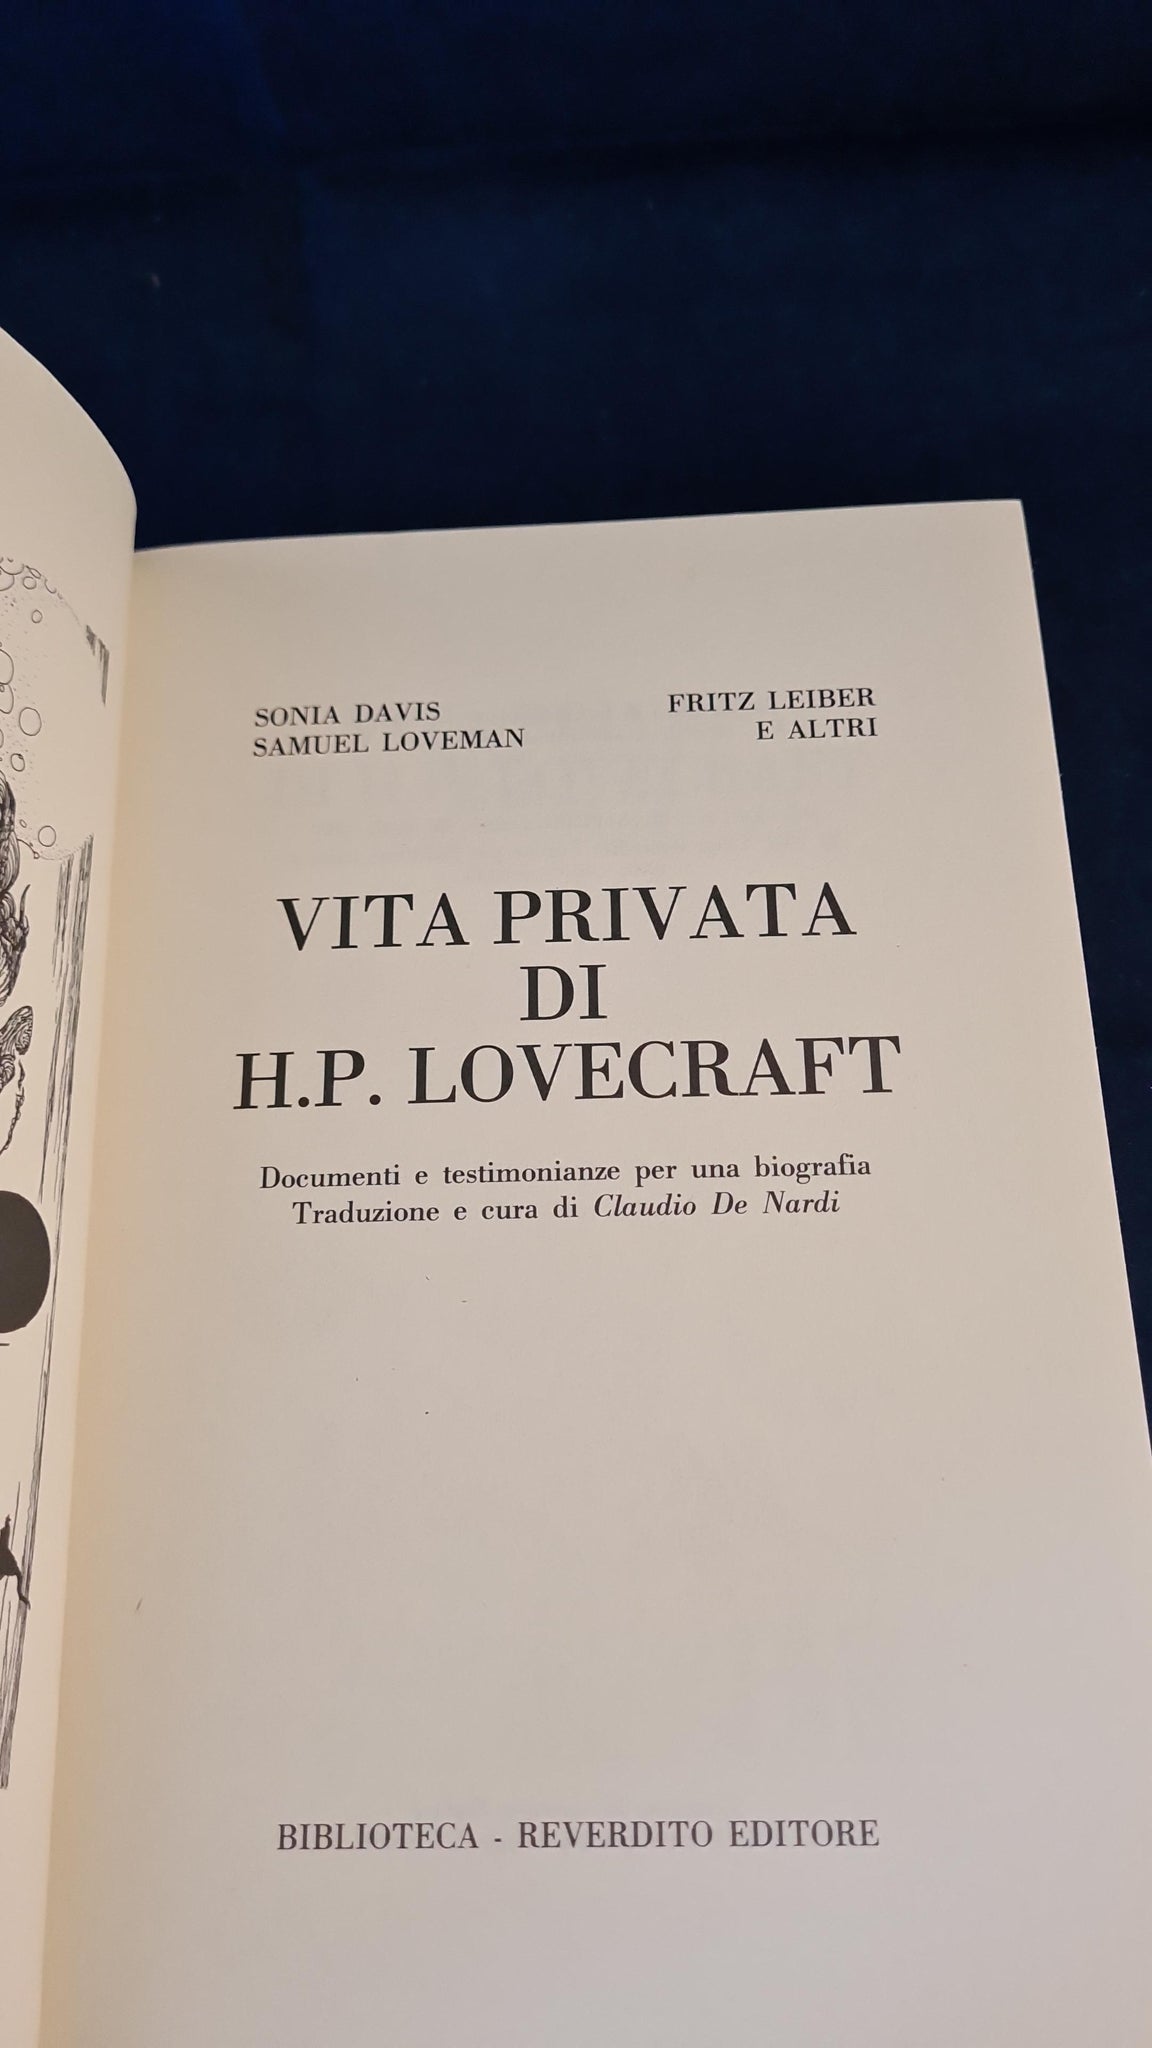 SONIA DAVIS
SAMUEL LOVEMAN
FRITZ LEIBER
E ALTRI
VITA PRIVATA
DI
H.P. LOVECRAFT
Documenti e testimonianze per una biografia
Traduzione e cura di Claudio De Nardi
BIBLIOTECA - REVERDITO EDITORE